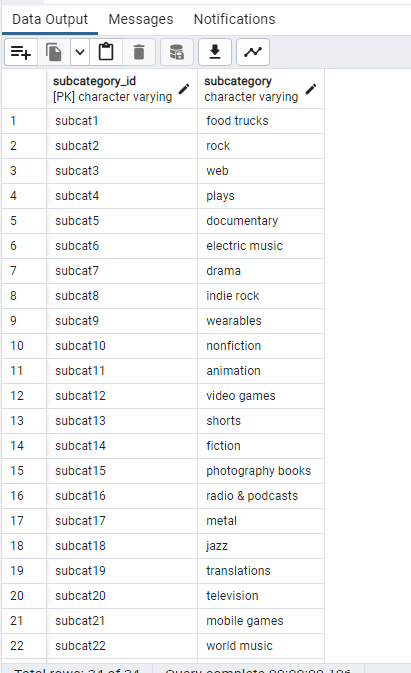 Data Output Messages Notifications
subcategory_id subcategory
[PK] character varying character varying
1 subcat1 food trucks
2 subcat2 rock
3 subcat3 web
4 subcat4 plays
5 subcat5 documentary
6 subcat6 electric music
7 subcat7 drama
8 subcat8 indie rock
9 subcat9 wearables
10 subcat10 nonfiction
11 subcat11 animation
12 subcat12 video games
13 subcat13 shorts
14 subcat14 fiction
15 subcat15 photography books
16 subcat16 radio & podcasts
17 subcat17 metal
18 subcat18 jazz
19 subcat19 translations
20 subcat20 television
21 subcat21 mobile games
22 subcat22 world music
Total rows: 24 of 24 Query complete